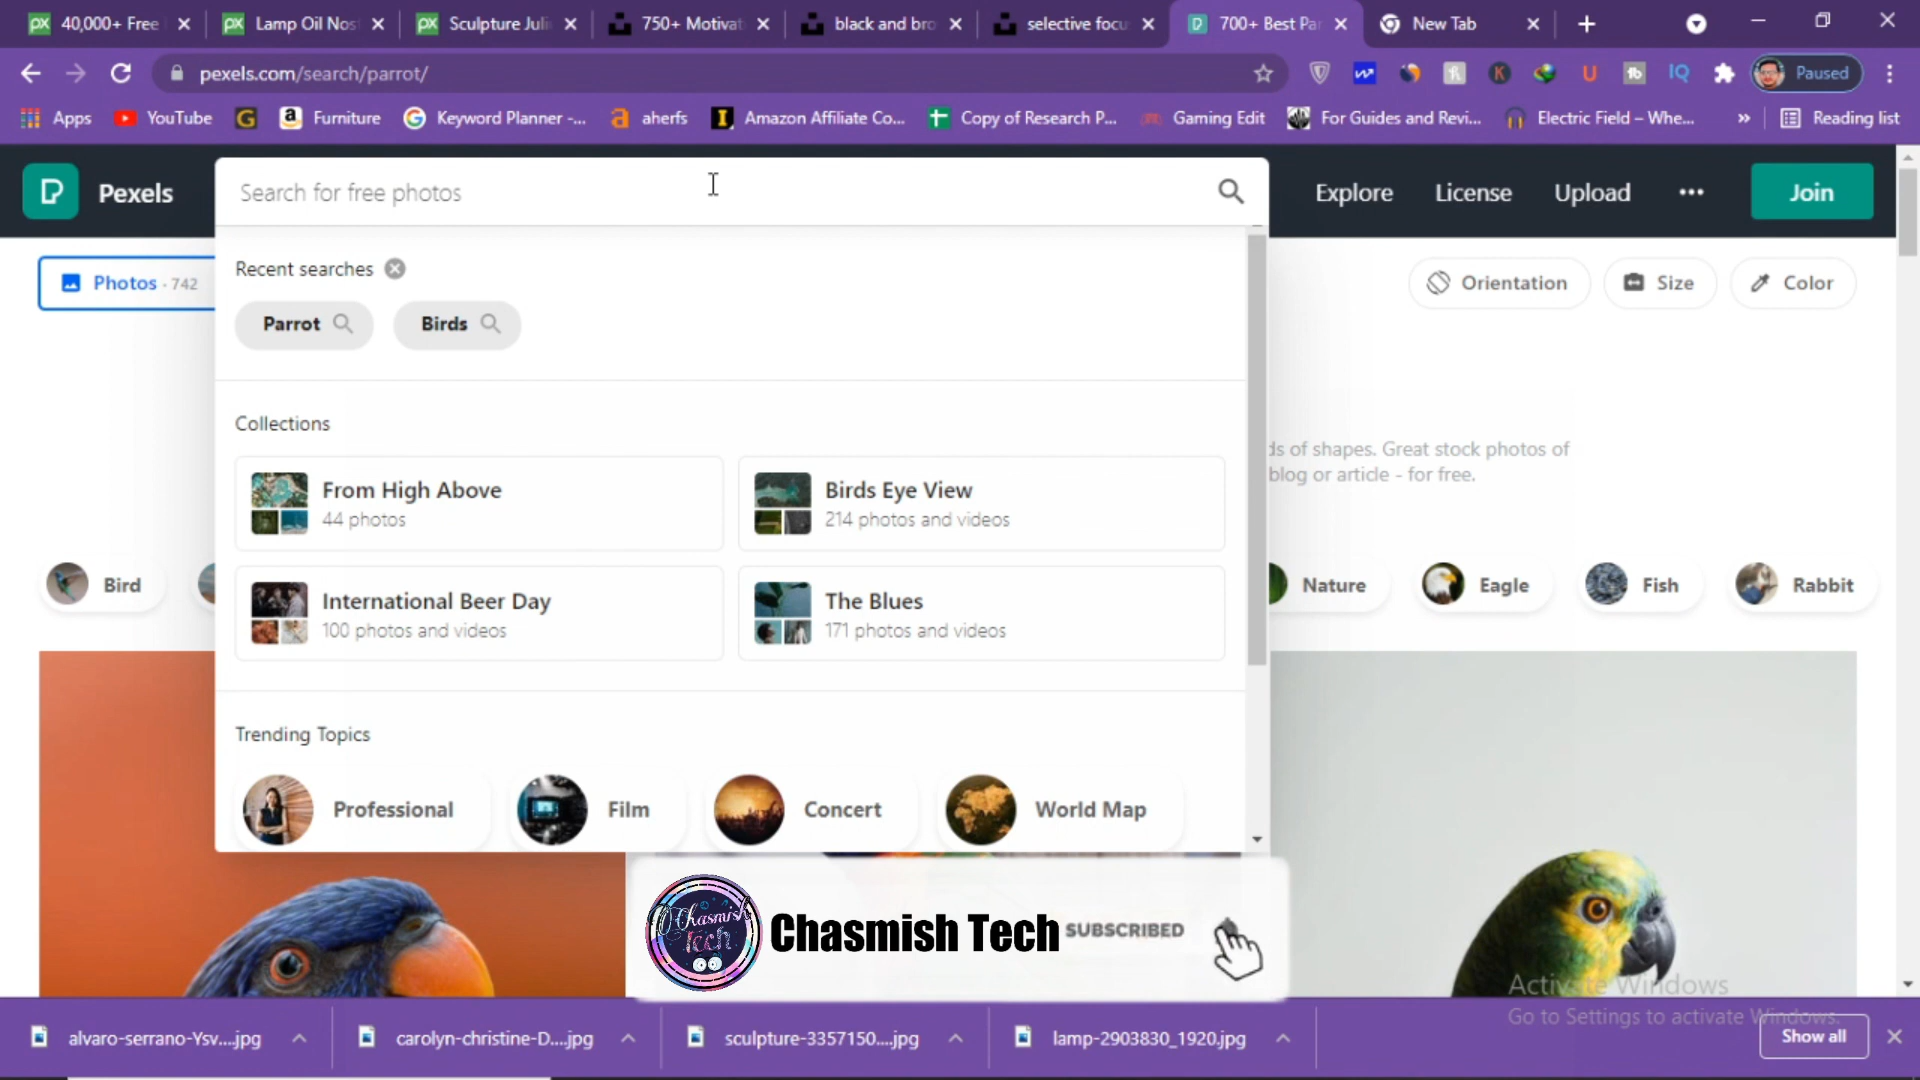 40,000+ Free
Lamp Oil Nos
Sculpture Juli
750+ Motivat
black and bro
selective focu
700+ Best Par
New Tab
pexels.com/search/parrot/
Paused
Apps
YouTube
Furniture
Keyword Planner -...
aherfs
Amazon Affiliate Co...
Copy of Research P...
Gaming Edit
For Guides and Revi...
Electric Field – Whe...
»
Reading list
Pexels
Search for free photos
Explore
License
Upload
Join
Photos · 742
Orientation
Size
Color
Recent searches
Parrot
Birds
Collections
From High Above
44 photos
Birds Eye View
214 photos and videos
International Beer Day
100 photos and videos
The Blues
171 photos and videos
ds of shapes. Great stock photos of
blog or article - for free.
Bird
Nature
Eagle
Fish
Rabbit
Trending Topics
Professional
Film
Concert
World Map
Chasmish Tech
Chasmish Tech
SUBSCRIBED
Activate Windows
Go to Settings to activate Windows.
alvaro-serrano-Ysv....jpg
carolyn-christine-D....jpg
sculpture-3357150....jpg
lamp-2903830_1920.jpg
Show all